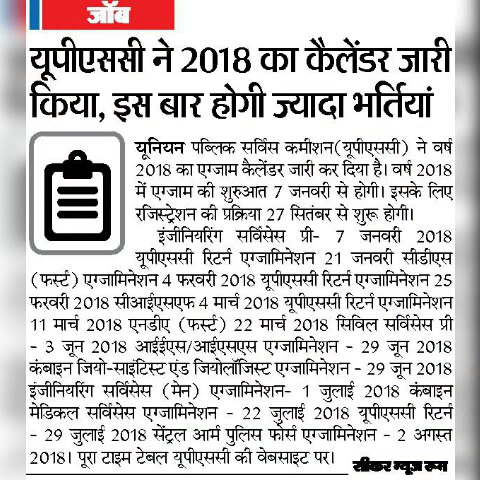 जॉब
यूपीएससी ने 2018 का कैलेंडर जारी
किया, इस बार होगी ज्यादा भर्तियां
यूनियन पब्लिक सर्विस कमीशन(यूपीएससी) ने वर्ष
2018 का एग्जाम कैलेंडर जारी कर दिया है। वर्ष 2018
में एग्जाम की शुरुआत 7 जनवरी से होगी। इसके लिए
रजिस्ट्रेशन की प्रक्रिया 27 सितंबर से शुरू होगी।
इंजीनियरिंग सर्विसेस प्री- 7 जनवरी 2018
यूपीएससी रिटर्न एग्जामिनेशन 21 जनवरी सीडीएस
(फर्स्ट) एग्जामिनेशन 4 फरवरी 2018 यूपीएससी रिटर्न एग्जामिनेशन 25
फरवरी 2018 सीआईएसएफ 4 मार्च 2018 यूपीएससी रिटर्न एग्जामिनेशन
11 मार्च 2018 एनडीए (फर्स्ट) 22 मार्च 2018 सिविल सर्विसेस प्री
- 3 जून 2018 आईईएस/आईएसएस एग्जामिनेशन - 29 जून 2018
कंबाइन जियो-साइंटिस्ट एंड जियोलॉजिस्ट एग्जामिनेशन - 29 जून 2018
इंजीनियरिंग सर्विसेस (मेन) एग्जामिनेशन- 1 जुलाई 2018 कंबाइन
मेडिकल सर्विसेस एग्जामिनेशन - 22 जुलाई 2018 यूपीएससी रिटर्न
- 29 जुलाई 2018 सेंट्रल आर्म पुलिस फोर्स एग्जामिनेशन - 2 अगस्त
2018। पूरा टाइम टेबल यूपीएससी की वेबसाइट पर। सीकर न्यूज रूम